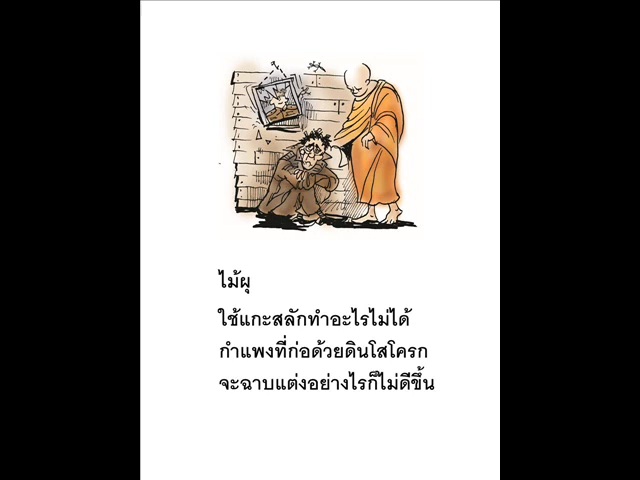 ไม้ผุ
ใช้แกะสลักทำอะไรไม่ได้
กำแพงที่ก่อด้วยดินโสโครก
จะฉาบแต่งอย่างไรก็ไม่ดีขึ้น